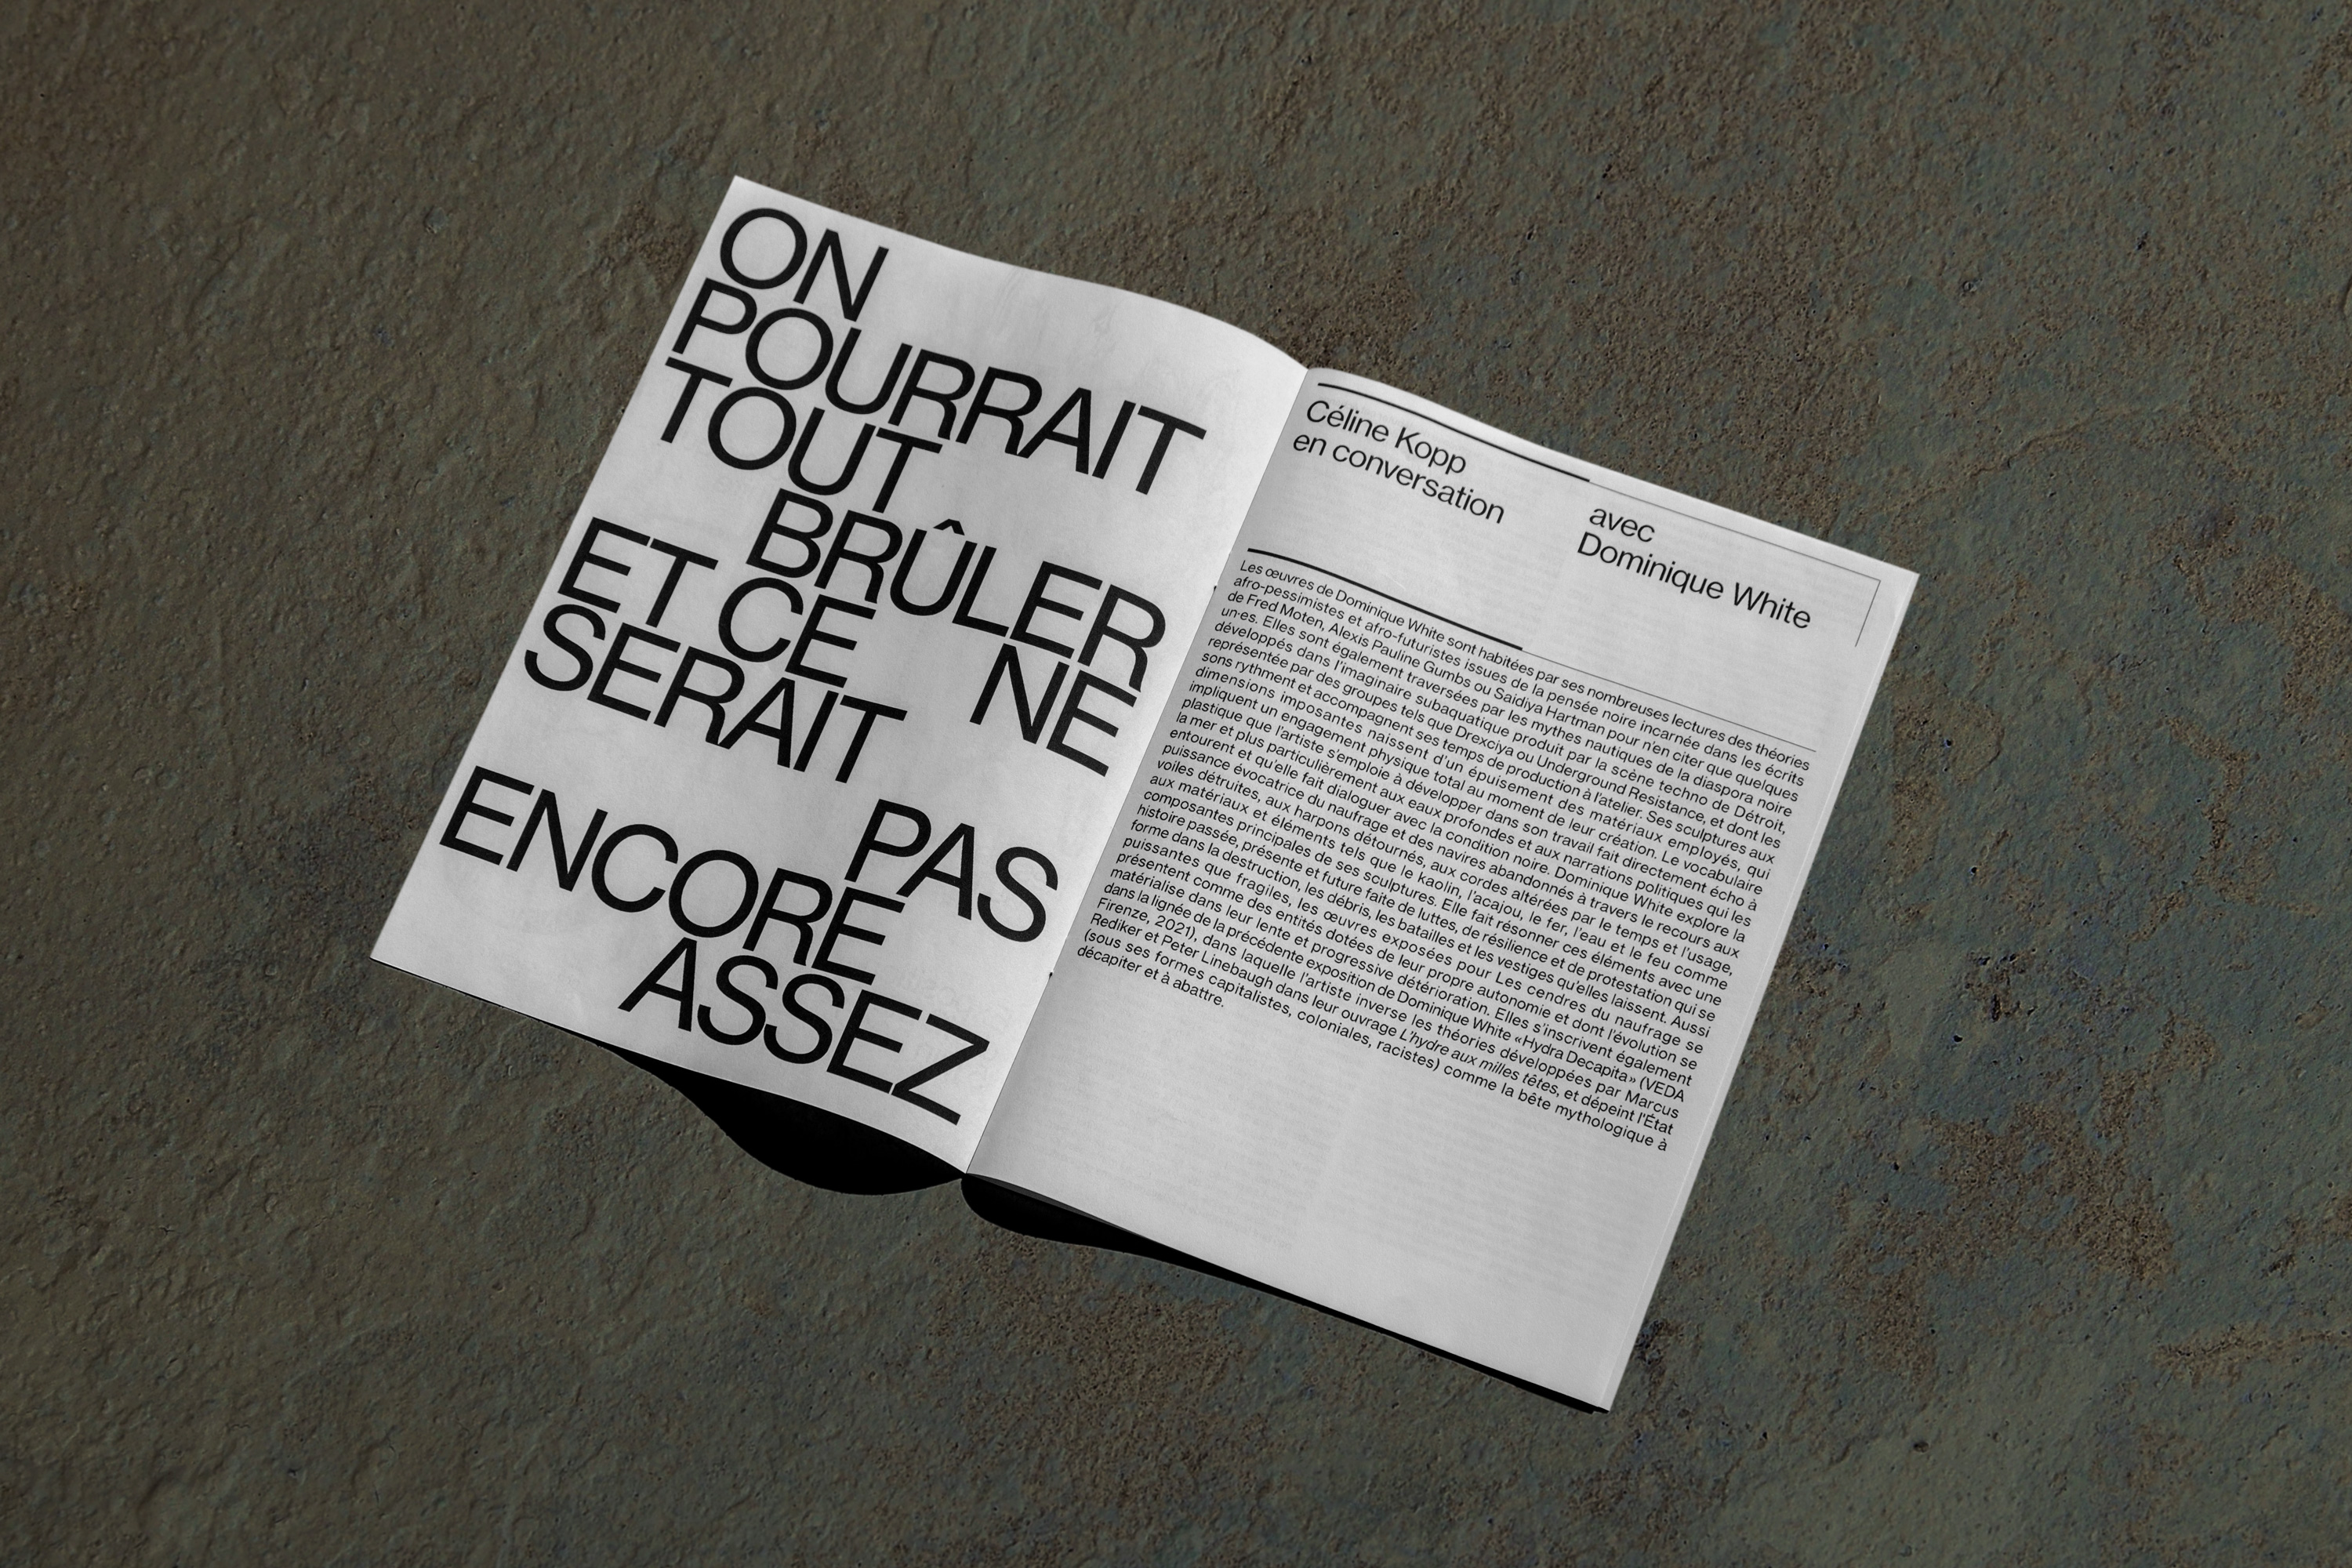 ON
POURRAIT
TOUT
BRÛLER
ET CE NE
SERAIT
PAS
ENCORE
ASSEZ
Céline Kopp
en conversation
avec
Dominique White
Les œuvres de Dominique White sont habitées par ses nombreuses lectures des théories
afro-pessimistes et afro-futuristes issues de la pensée noire incarnée dans les écrits
de Fred Moten, Alexis Pauline Gumbs ou Saidiya Hartman pour n'en citer que quelques
un·es. Elles sont également traversées par les mythes nautiques de la diaspora noire
développés dans l'imaginaire subaquatique produit par la scène techno de Détroit,
représentée par des groupes tels que Drexciya ou Underground Resistance, et dont les
sons rythment et accompagnent ses temps de production à l'atelier. Ses sculptures aux
dimensions imposantes naissent d'un épuisement des matériaux employés, qui
impliquent un engagement physique total au moment de leur création. Le vocabulaire
plastique que l'artiste s'emploie à développer dans son travail fait directement écho à
la mer et plus particulièrement aux eaux profondes et aux narrations politiques qui les
entourent et qu'elle fait dialoguer avec la condition noire. Dominique White explore la
puissance évocatrice du naufrage et des navires abandonnés à travers le recours aux
voiles détruites, aux harpons détournés, aux cordes altérées par le temps et l'usage,
aux matériaux et éléments tels que le kaolin, l'acajou, le fer, l'eau et le feu comme
composantes principales de ses sculptures. Elle fait résonner ces éléments avec une
histoire passée, présente et future faite de luttes, de résilience et de protestation qui se
forme dans la destruction, les débris, les batailles et les vestiges qu'elles laissent. Aussi
puissantes que fragiles, les œuvres exposées pour Les cendres du naufrage se
présentent comme des entités dotées de leur propre autonomie et dont l'évolution se
matérialise dans leur lente et progressive détérioration. Elles s'inscrivent également
dans la lignée de la précédente exposition de Dominique White «Hydra Decapita» (VEDA
Firenze, 2021), dans laquelle l'artiste inverse les théories développées par Marcus
Rediker et Peter Linebaugh dans leur ouvrage L'hydre aux milles têtes, et dépeint l'État
(sous ses formes capitalistes, coloniales, racistes) comme la bête mythologique à
décapiter et à abattre.